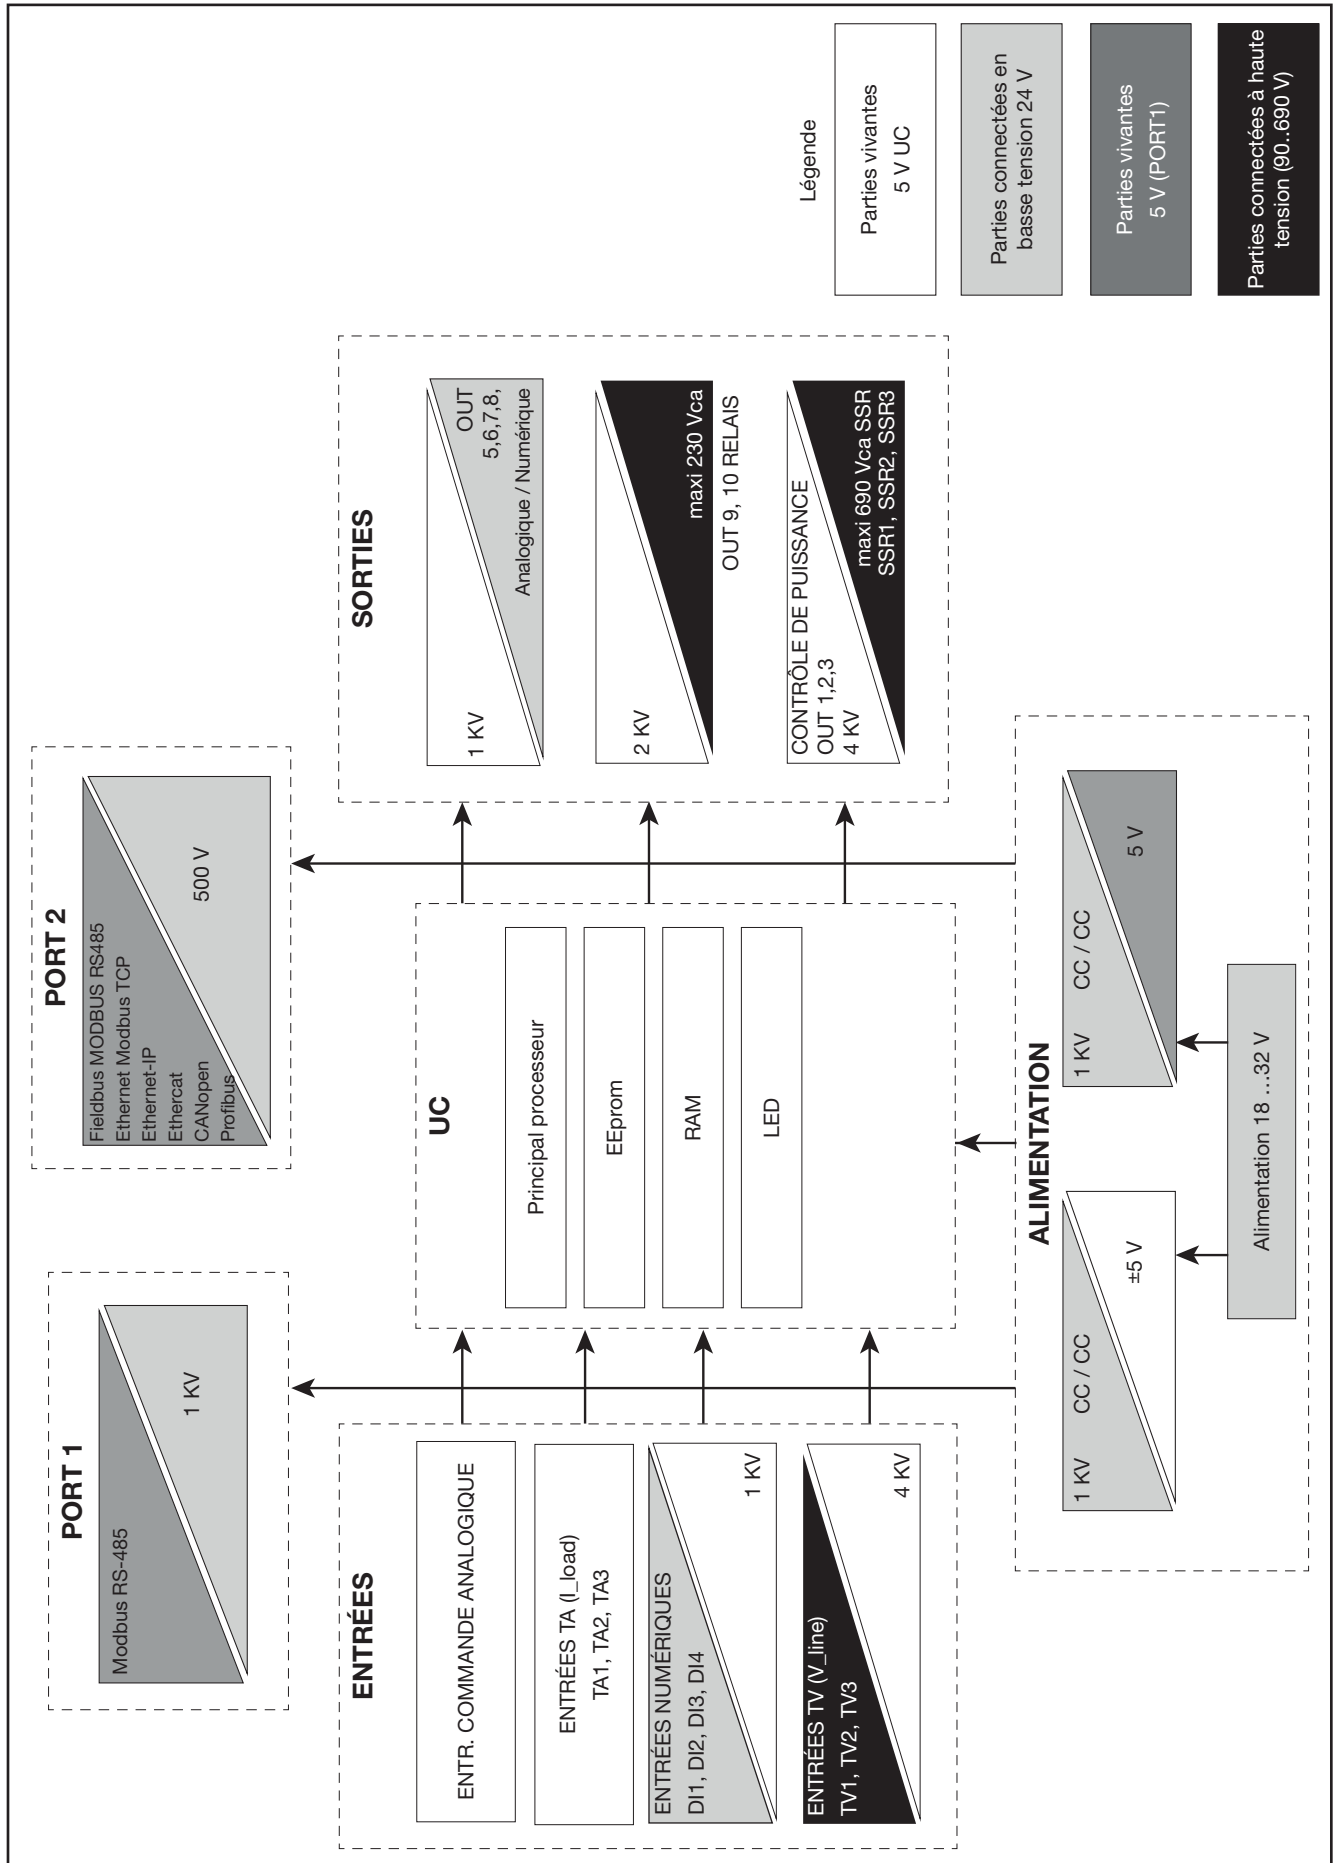 PORT 1
Modbus RS-485
1 KV
PORT 2
Fieldbus MODBUS RS485
Ethernet Modbus TCP
Ethernet-IP
Ethercat
CANopen
Profibus
500 V
ENTRÉES
ENTR. COMMANDE ANALOGIQUE
ENTRÉES TA (I_load)
TA1, TA2, TA3
ENTRÉES NUMÉRIQUES
DI1, DI2, DI3, DI4
1 KV
ENTRÉES TV (V_line)
TV1, TV2, TV3
4 KV
UC
Principal processeur
EEprom
RAM
LED
SORTIES
1 KV
OUT
5,6,7,8,
Analogique / Numérique
2 KV
maxi 230 Vca
OUT 9, 10 RELAIS
CONTRÔLE DE PUISSANCE
OUT 1,2,3
4 KV
maxi 690 Vca SSR
SSR1, SSR2, SSR3
ALIMENTATION
1 KV
CC / CC
±5 V
1 KV
CC / CC
5 V
Alimentation 18 ...32 V
Légende
Parties vivantes
5 V UC
Parties connectées en
basse tension 24 V
Parties vivantes
5 V (PORT1)
Parties connectées à haute
tension (90..690 V)